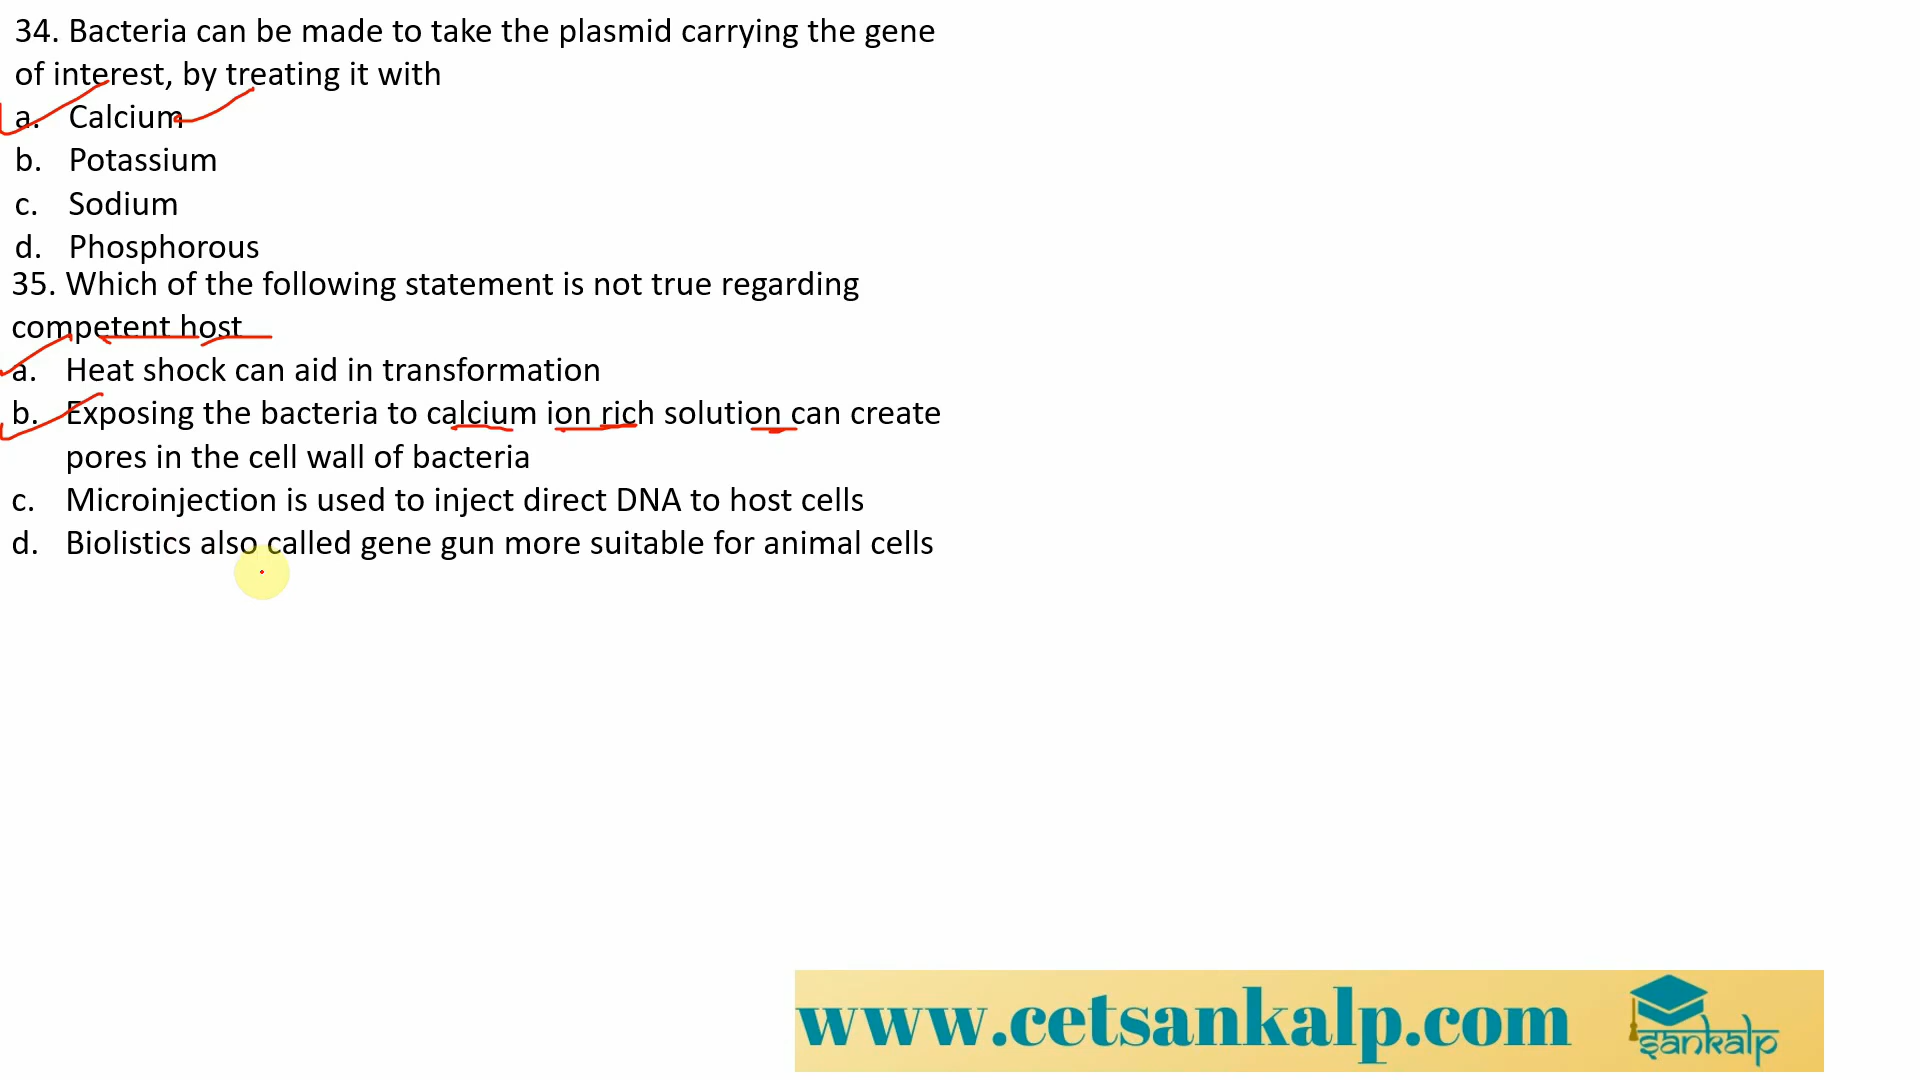 34. Bacteria can be made to take the plasmid carrying the gene
of interest, by treating it with
a. Calcium
b. Potassium
c. Sodium
d. Phosphorous
35. Which of the following statement is not true regarding
competent host
a. Heat shock can aid in transformation
b. Exposing the bacteria to calcium ion rich solution can create
pores in the cell wall of bacteria
c. Microinjection is used to inject direct DNA to host cells
d. Biolistics also called gene gun more suitable for animal cells
www.cetsankalp.com
संnkalp